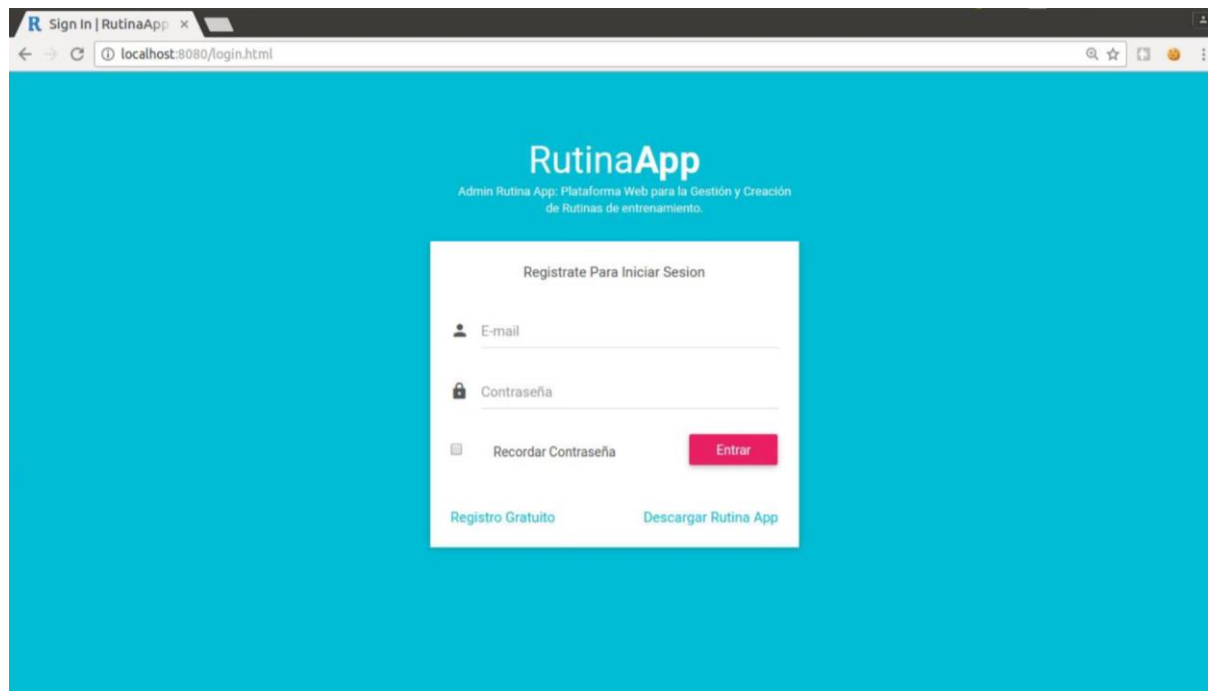 R Sign In | RutinaApp
localhost:8080/login.html
RutinaApp
Admin Rutina App: Plataforma Web para la Gestión y Creación
de Rutinas de entrenamiento.
Registrate Para Iniciar Sesion
E-mail
Contraseña
Recordar Contraseña
Entrar
Registro Gratuito
Descargar Rutina App